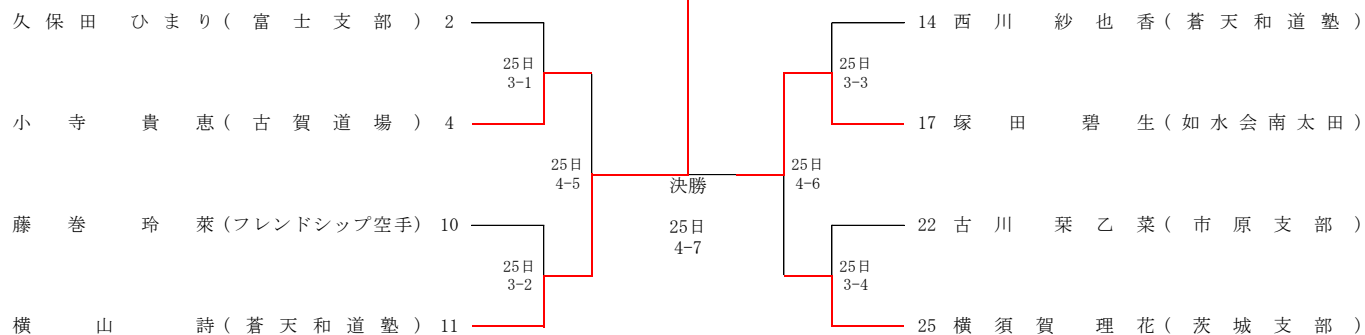 久保田 ひまり(富士支部) 2
14 西川 紗也香(蒼天和道塾)
25日
3-1
25日
3-3
小寺 貴恵(古賀道場) 4
17 塚田 碧生(如水会南太田)
25日
4-5
決勝
25日
4-6
藤巻 玲萊(フレンドシップ空手) 10
25日
4-7
22 古川 栞乙菜(市原支部)
25日
3-2
25日
3-4
横山 詩(蒼天和道塾) 11
25 横須賀 理花(茨城支部)